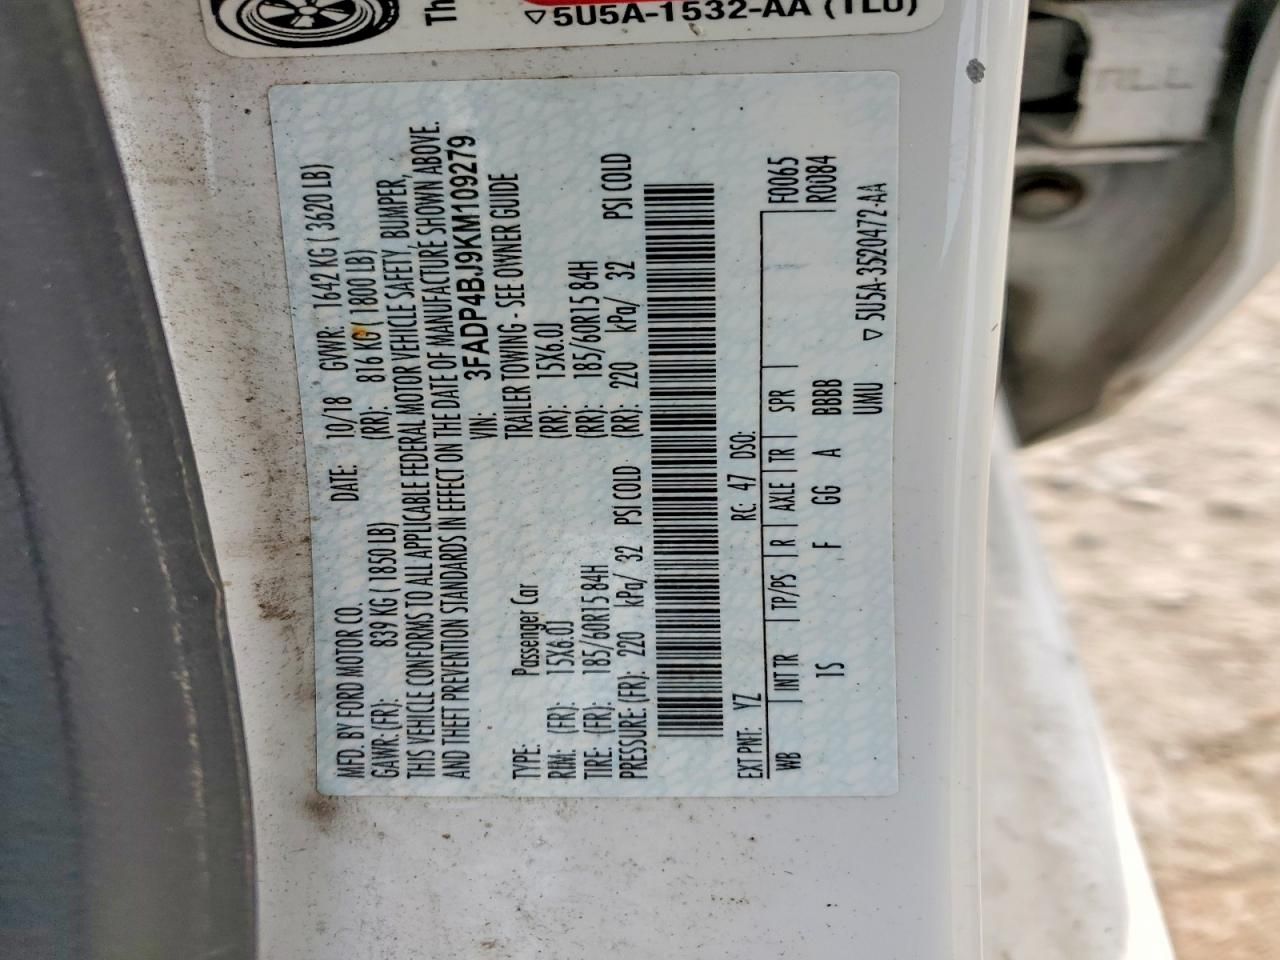 Th
▽5U5A-1532-AA (TL0)
MFD. BY FORD MOTOR CO. DATE: 10/18 GVWR: 1642 KG ( 3620 LB)
GAWR: (FR): 839 KG ( 1850 LB) (RR): 816 KG ( 1800 LB)
THIS VEHICLE CONFORMS TO ALL APPLICABLE FEDERAL MOTOR VEHICLE SAFETY, BUMPER,
AND THEFT PREVENTION STANDARDS IN EFFECT ON THE DATE OF MANUFACTURE SHOWN ABOVE.
VIN: 3FADP4BJ9KM109279
TYPE: Passenger Car TRAILER TOWING - SEE OWNER GUIDE
RIM: (FR): 15X6.0J (RR): 15X6.0J
TIRE: (FR): 185/60R15 84H (RR): 185/60R15 84H
PRESSURE: (FR): 220 kPa/ 32 PSI COLD (RR): 220 kPa/ 32 PSI COLD
EXT PNT: YZ RC: 47 DSO:
WB INT TR TP/PS R AXLE TR SPR F0065
1S F GG A BBBB R0084
UMU ▽ 5U5A-3520472-AA